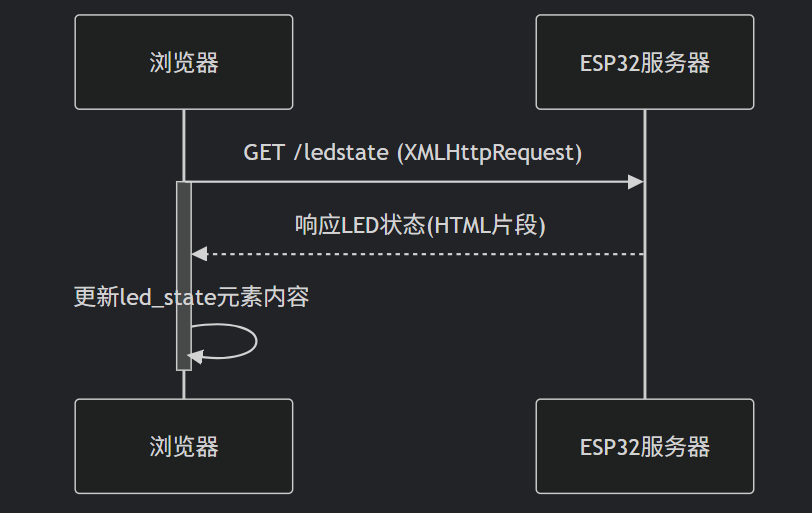 浏览器
ESP32服务器
GET /ledstate (XMLHttpRequest)
响应LED状态(HTML片段)
更新led_state元素内容
浏览器
ESP32服务器